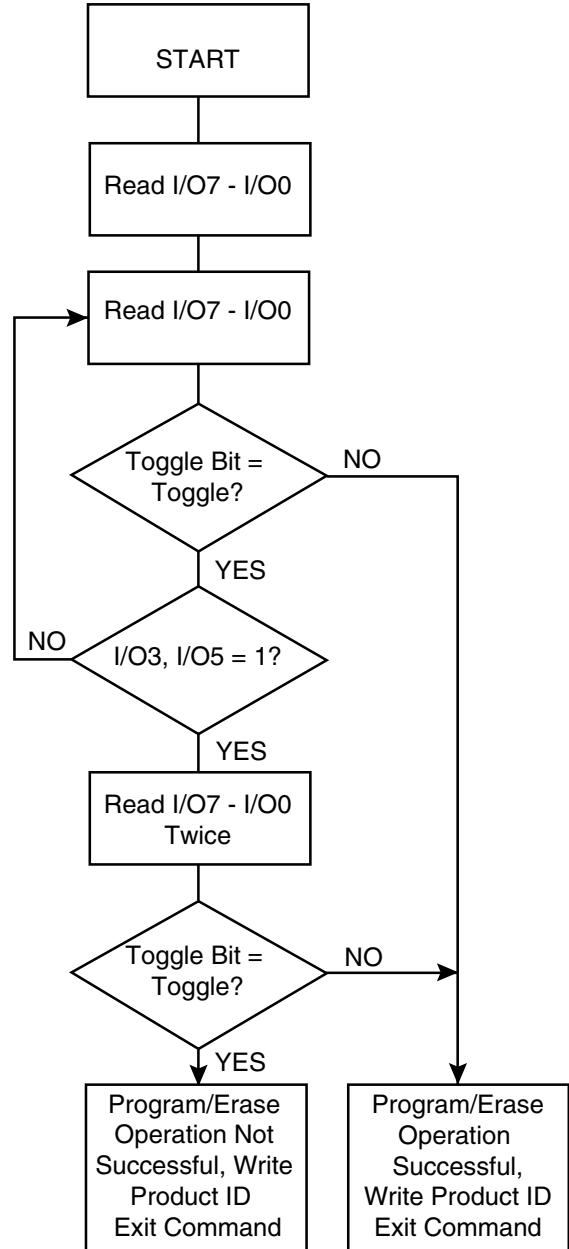 START
Read I/O7 - I/O0
Read I/O7 - I/O0
Toggle Bit =
Toggle?
NO
YES
NO
I/O3, I/O5 = 1?
YES
Read I/O7 - I/O0
Twice
Toggle Bit =
Toggle?
NO
YES
Program/Erase
Operation Not
Successful, Write
Product ID
Exit Command
Program/Erase
Operation
Successful,
Write Product ID
Exit Command